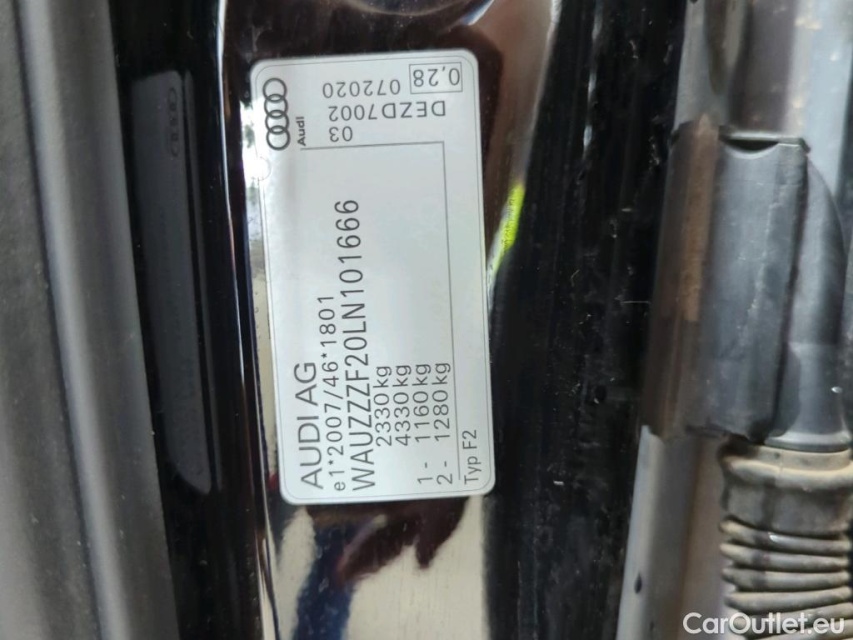 AUDI AG
e1*2007/46*1801
WAUZZZF20LN101666
2330 kg
4330 kg
1- 1160 kg
2- 1280 kg
Typ F2
Audi
03
DEZD7002 072020
0,28
CarOutlet.eu